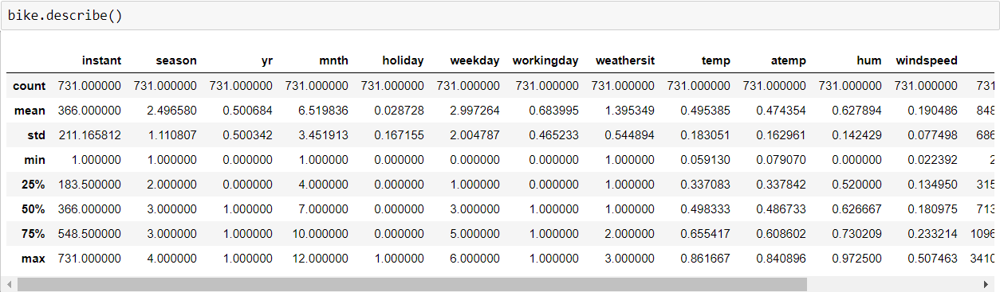 bike.describe()
instant season yr mnth holiday weekday workingday weathersit temp atemp hum windspeed
count 731.000000 731.000000 731.000000 731.000000 731.000000 731.000000 731.000000 731.000000 731.000000 731.000000 731.000000 731.000000 731
mean 366.000000 2.496580 0.500684 6.519836 0.028728 2.997264 0.683995 1.395349 0.495385 0.474354 0.627894 0.190486 848
std 211.165812 1.110807 0.500342 3.451913 0.167155 2.004787 0.465233 0.544894 0.183051 0.162961 0.142429 0.077498 686
min 1.000000 1.000000 0.000000 1.000000 0.000000 0.000000 0.000000 1.000000 0.059130 0.079070 0.000000 0.022392 2
25% 183.500000 2.000000 0.000000 4.000000 0.000000 1.000000 0.000000 1.000000 0.337083 0.337842 0.520000 0.134950 315
50% 366.000000 3.000000 1.000000 7.000000 0.000000 3.000000 1.000000 1.000000 0.498333 0.486733 0.626667 0.180975 713
75% 548.500000 3.000000 1.000000 10.000000 0.000000 5.000000 1.000000 2.000000 0.655417 0.608602 0.730209 0.233214 1096
max 731.000000 4.000000 1.000000 12.000000 1.000000 6.000000 1.000000 3.000000 0.861667 0.840896 0.972500 0.507463 3410